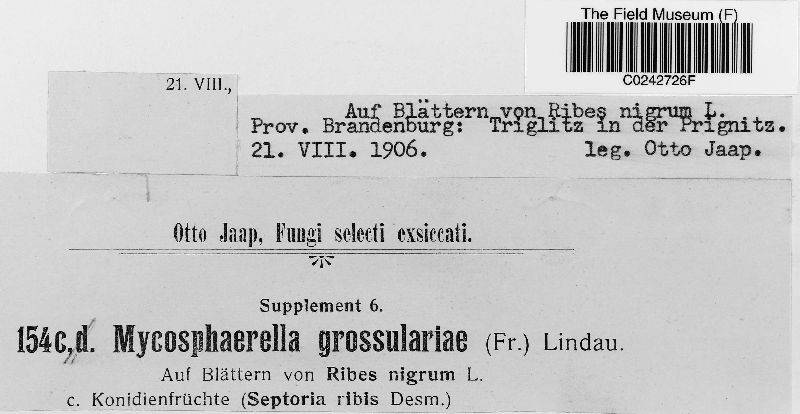 The Field Museum (F)
C0242726F
21. VIII.,
Auf Blättern von Ribes nigrum L.
Prov. Brandenburg: Triglitz in der Prignitz.
21. VIII. 1906. leg. Otto Jaap.
Otto Jaap, Fungi selecti exsiccati.
Supplement 6.
154c,d. Mycosphaerella grossulariae (Fr.) Lindau.
Auf Blättern von Ribes nigrum L.
c. Konidienfrüchte (Septoria ribis Desm.)